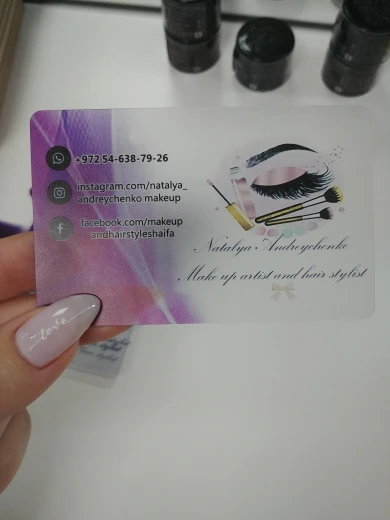 +972 54-638-79-26
instagram.com/natalya_
andreychenko makeup
facebook.com/makeup
andhairstyleshaifa
Natalya Andreychenko
Make up artist and hair stylist
love